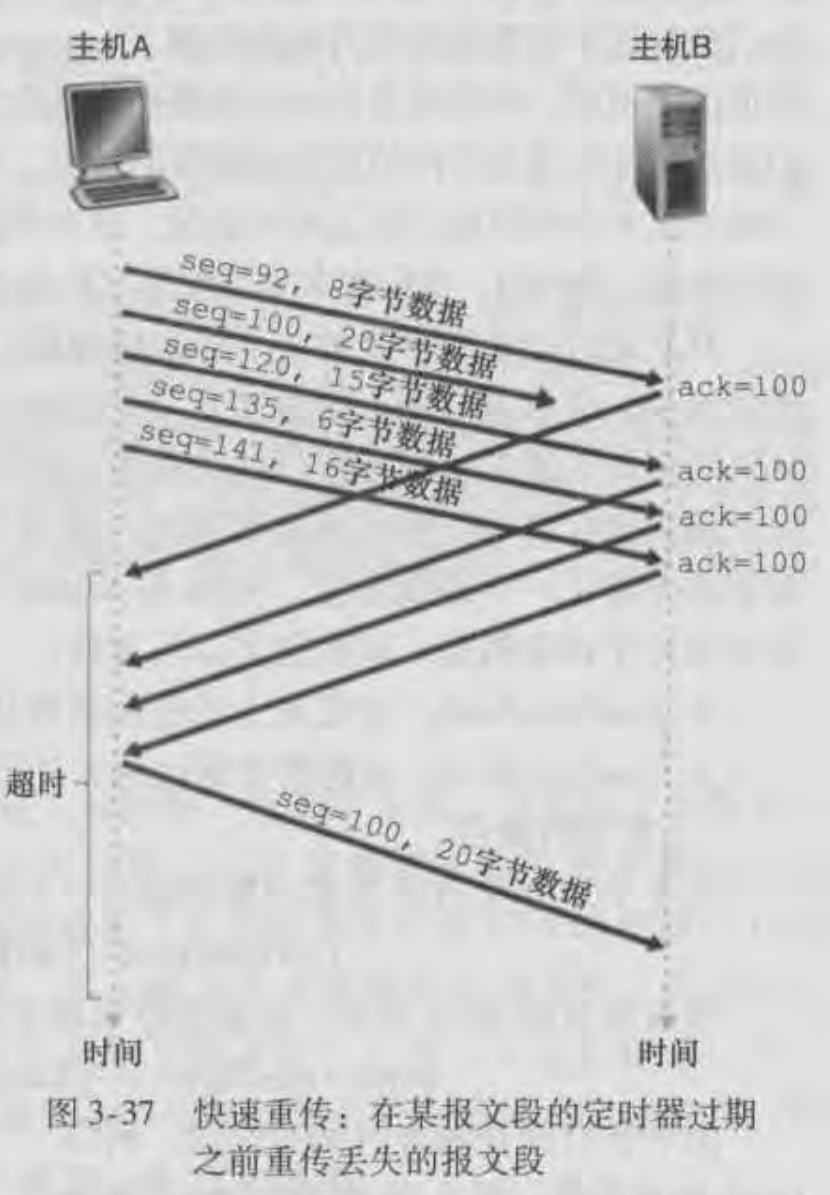 主机A
主机B
seq=92, 8字节数据
seq=100, 20字节数据
seq=120, 15字节数据
seq=135, 6字节数据
seq=141, 16字节数据
ack=100
ack=100
ack=100
ack=100
超时
seq=100, 20字节数据
时间
时间
图 3-37 快速重传：在某报文段的定时器过期
之前重传丢失的报文段